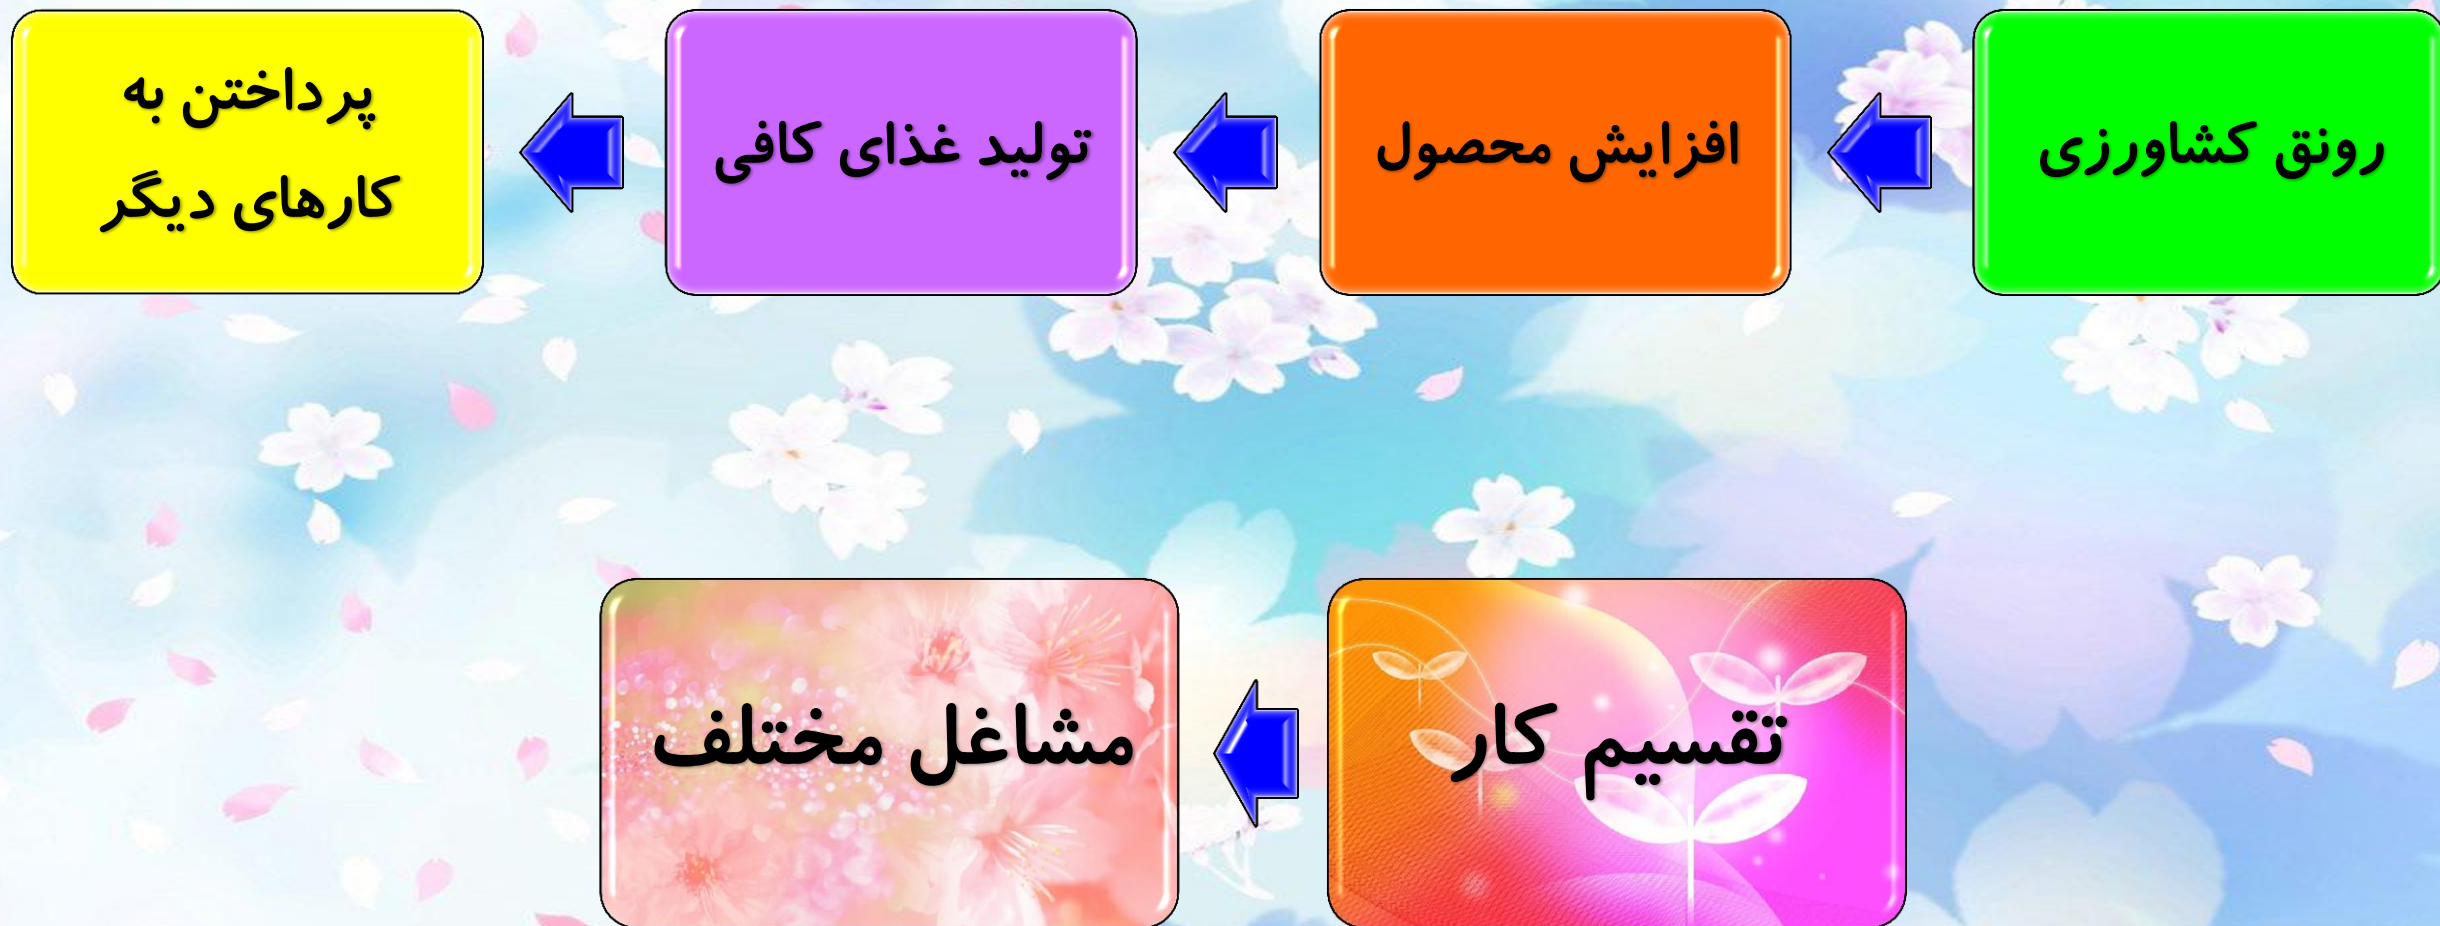 رونق کشاورزی
افزایش محصول
تولید غذای کافی
پرداختن به
کارهای دیگر
تقسیم کار
مشاغل مختلف